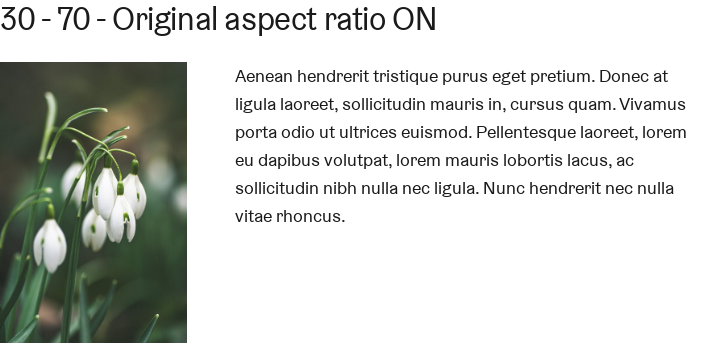 30 - 70 - Original aspect ratio ON
Aenean hendrerit tristique purus eget pretium. Donec at
ligula laoreet, sollicitudin mauris in, cursus quam. Vivamus
porta odio ut ultrices euismod. Pellentesque laoreet, lorem
eu dapibus volutpat, lorem mauris lobortis lacus, ac
sollicitudin nibh nulla nec ligula. Nunc hendrerit nec nulla
vitae rhoncus.